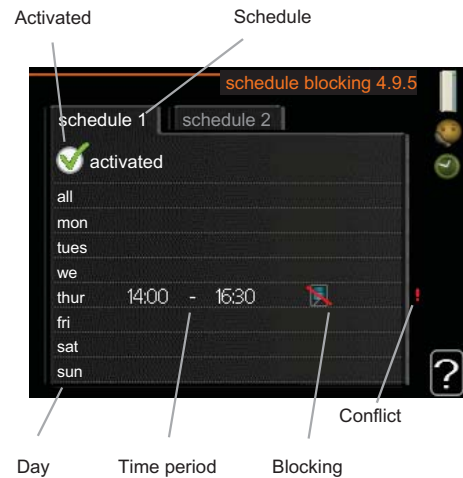 Activated Schedule
schedule blocking 4.9.5
schedule 1 schedule 2
activated
all
mon
tues
we
thur 14:00 - 16:30 !
fri
sat
sun
?
Conflict
Day Time period Blocking